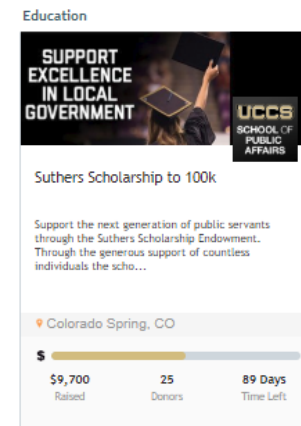 Education
SUPPORT
EXCELLENCE
IN LOCAL
GOVERNMENT
UCCS
SCHOOL OF
PUBLIC
AFFAIRS
Suthers Scholarship to 100k
Support the next generation of public servants
through the Suthers Scholarship Endowment.
Through the generous support of countless
individuals the scho...
Colorado Spring, CO
$
$9,700 25 89 Days
Raised Donors Time Left